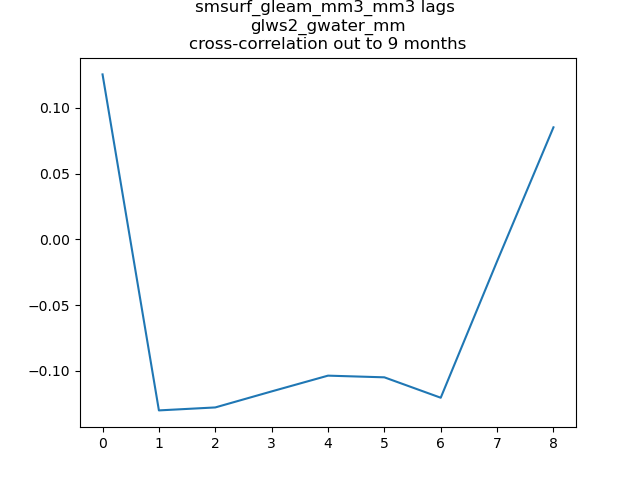 smsurf_gleam_mm3_mm3 lags
glws2_gwater_mm
cross-correlation out to 9 months
0.10
0.05
0.00
−0.05
−0.10
0 1 2 3 4 5 6 7 8